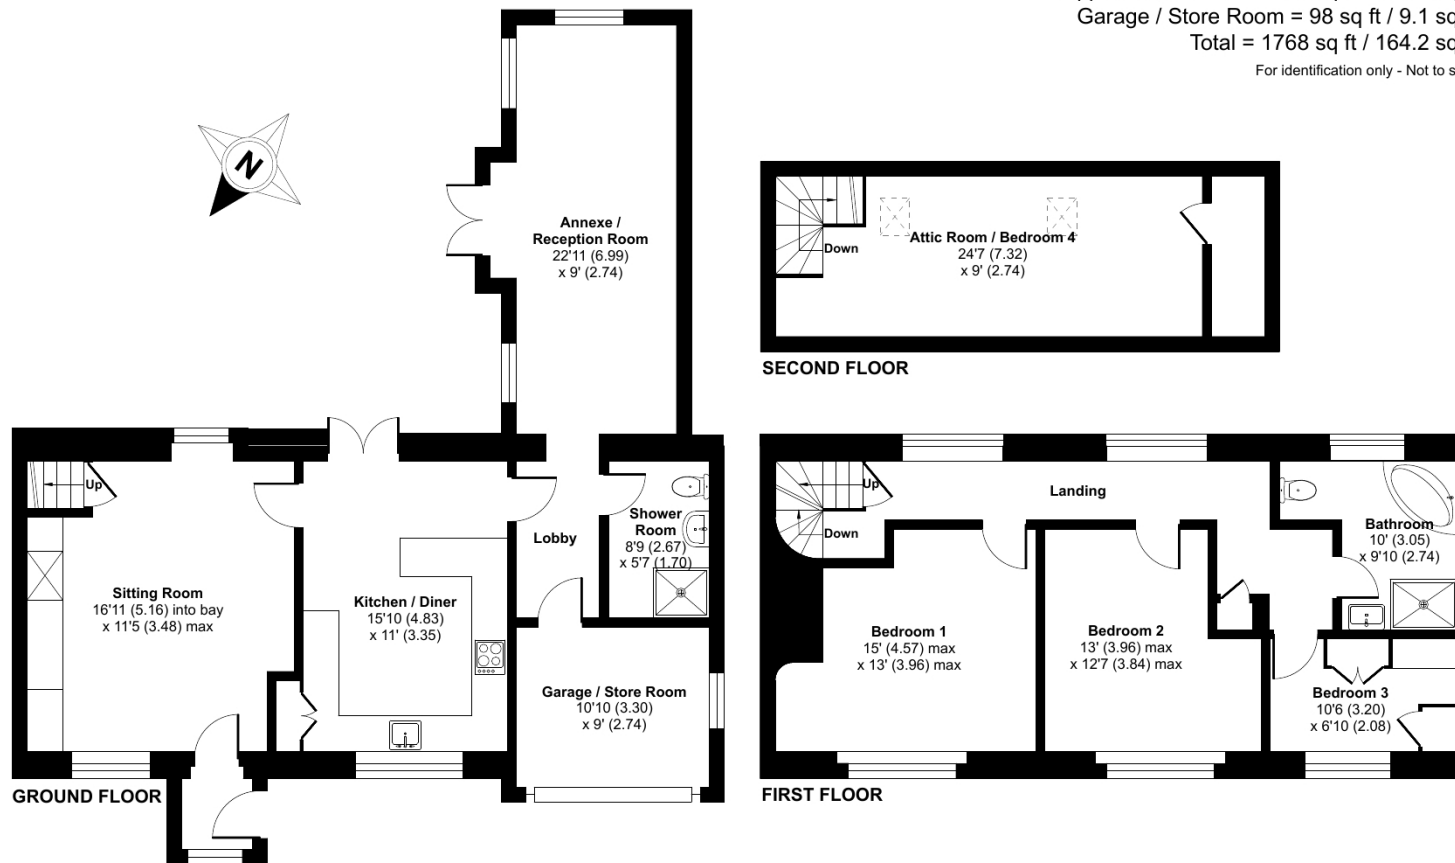 Garage / Store Room = 98 sq ft / 9.1
Total = 1768 sq ft / 164.2
For identification only - Not to
N
Annexe /
Reception Room
22'11 (6.99)
x 9' (2.74)
Down
Attic Room / Bedroom 4
24'7 (7.32)
x 9' (2.74)
SECOND FLOOR
Up
Sitting Room
16'11 (5.16) into bay
x 11'5 (3.48) max
Kitchen / Diner
15'10 (4.83)
x 11' (3.35)
Lobby
Shower
Room
8'9 (2.67)
x 5'7 (1.70)
Garage / Store Room
10'10 (3.30)
x 9' (2.74)
GROUND FLOOR
Up
Down
Landing
Bathroom
10' (3.05)
x 9'10 (2.74)
Bedroom 1
15' (4.57) max
x 13' (3.96) max
Bedroom 2
13' (3.96) max
x 12'7 (3.84) max
Bedroom 3
10'6 (3.20)
x 6'10 (2.08)
FIRST FLOOR